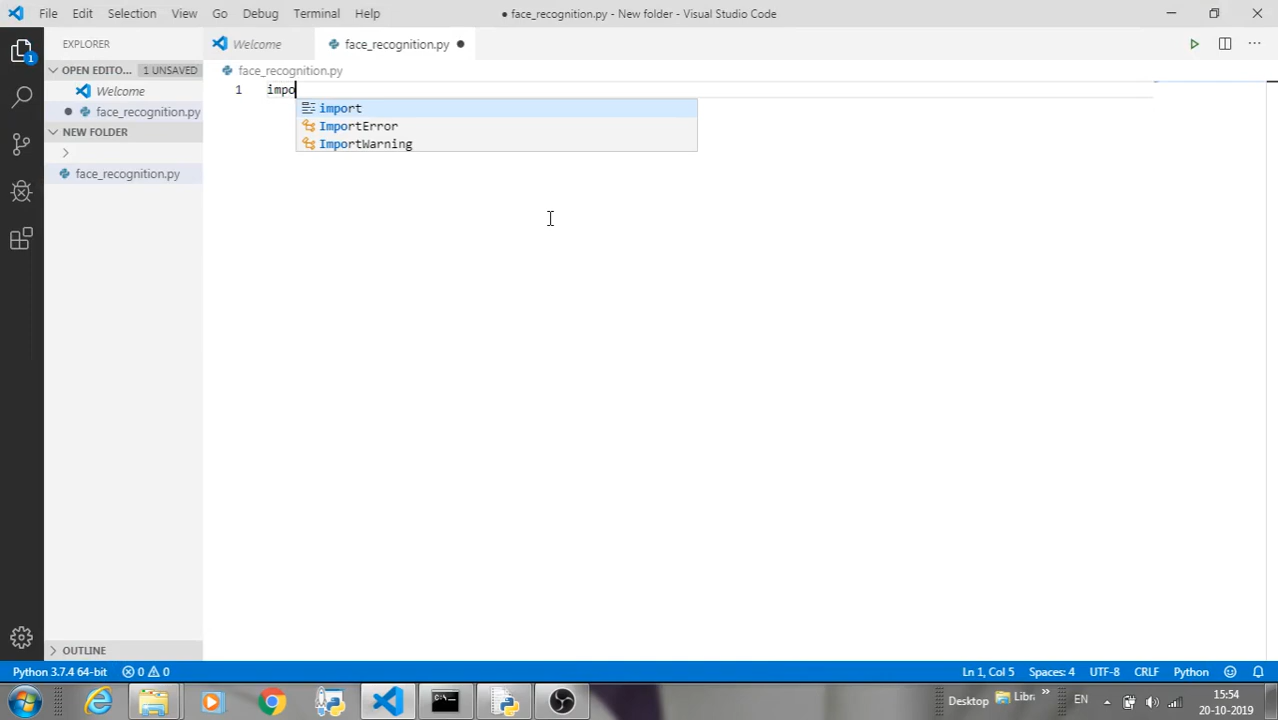 File Edit Selection View Go Debug Terminal Help
● face_recognition.py - New folder - Visual Studio Code
EXPLORER
Welcome
face_recognition.py ●
OPEN EDITO... 1 UNSAVED
face_recognition.py
Welcome
1 impo
● face_recognition.py
import
ImportError
NEW FOLDER
ImportWarning
face_recognition.py
1
OUTLINE
Python 3.7.4 64-bit 0 0
Ln 1, Col 5 Spaces: 4 UTF-8 CRLF Python
Desktop Libr » EN
15:54
20-10-2019
C:\